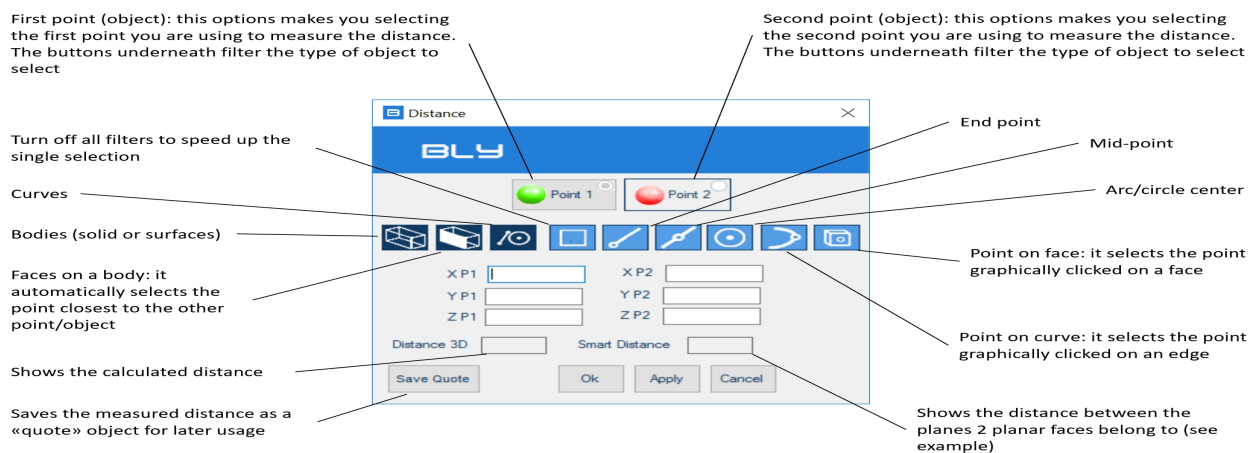 First point (object): this options makes you selecting
the first point you are using to measure the distance.
The buttons underneath filter the type of object to
select
Second point (object): this options makes you selecting
the second point you are using to measure the distance.
The buttons underneath filter the type of object to select
Turn off all filters to speed up the
single selection
Curves
Bodies (solid or surfaces)
Faces on a body: it
automatically selects the
point closest to the other
point/object
Shows the calculated distance
Saves the measured distance as a
«quote» object for later usage
Distance
BLY
Point 1
Point 2
X P1
X P2
Y P1
Y P2
Z P1
Z P2
Distance 3D
Smart Distance
Save Quote
Ok
Apply
Cancel
End point
Mid-point
Arc/circle center
Point on face: it selects the point
graphically clicked on a face
Point on curve: it selects the point
graphically clicked on an edge
Shows the distance between the
planes 2 planar faces belong to (see
example)